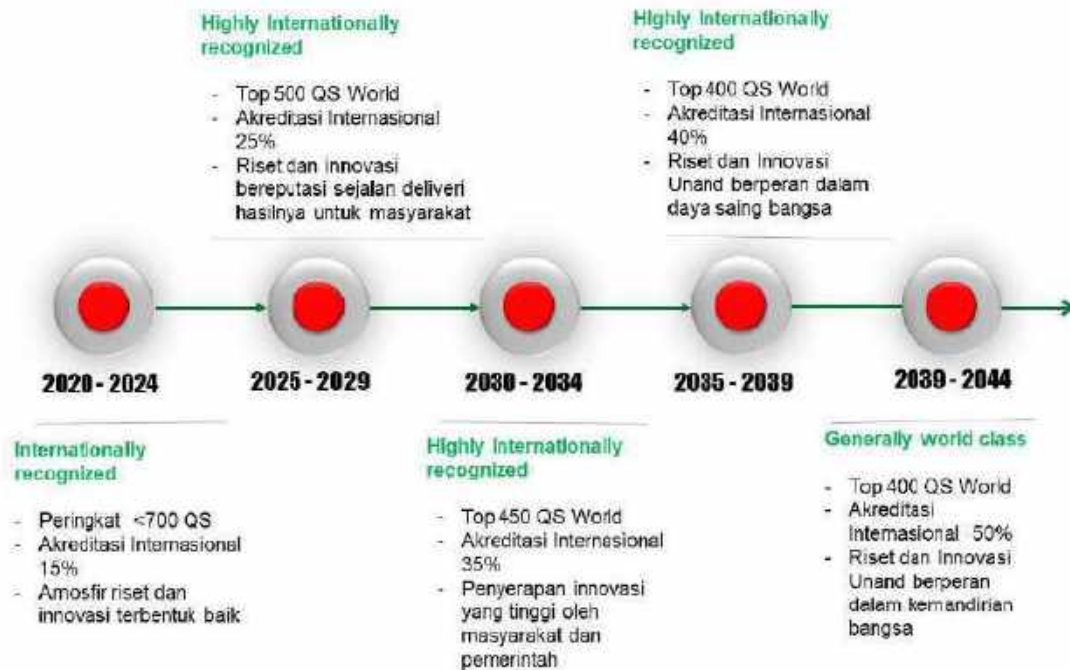 Highly Internationally
recognized
- Top 500 QS World
- Akreditasi Internasional
25%
- Riset dan Innovasi
bereputasi sejalan deliveri
hasilnya untuk masyarakat
Highly Internationally
recognized
- Top 400 QS World
- Akreditasi Internasional
40%
- Riset dan Innovasi
Unand berperan dalam
daya saing bangsa
2020 - 2024
2025 - 2029
2030 - 2034
2035 - 2039
2039 - 2044
Internationally
recognized
- Peringkat <700 QS
- Akreditasi Internasional
15%
- Amosfir riset dan
innovasi terbentuk baik
Highly Internationally
recognized
- Top 450 QS World
- Akreditasi Internasional
35%
- Penyerapan innovasi
yang tinggi oleh
masyarakat dan
pemerintah
Generally world class
- Top 400 QS World
- Akreditasi
Internasional 50%
- Riset dan Innovasi
Unand berperan
dalam kemandirian
bangsa